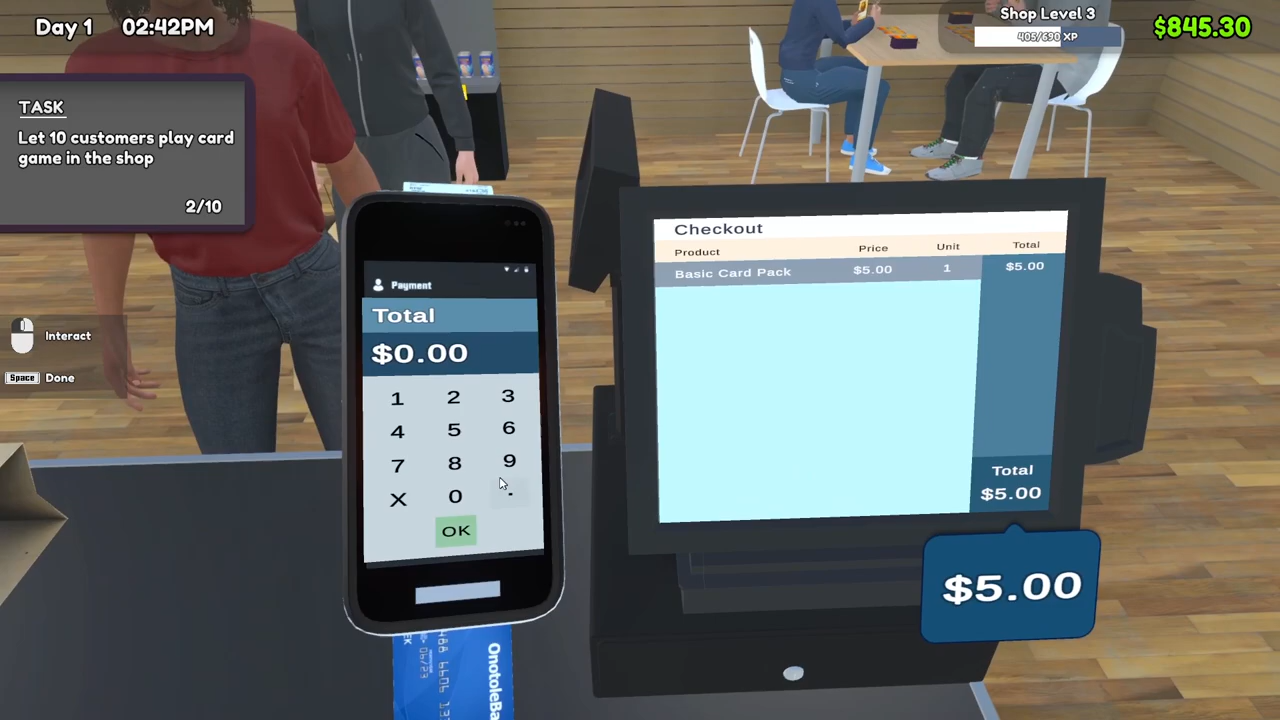 Day 1 02:42PM
Shop Level 3
405/690 XP
$845.30
TASK
Let 10 customers play card
game in the shop
2/10
Interact
Space Done
Payment
Total
$0.00
1 2 3
4 5 6
7 8 9
X 0 .
OK
Checkout
Product Price Unit Total
Basic Card Pack $5.00 1 $5.00
Total
$5.00
$5.00
OnotoleBa
06/23